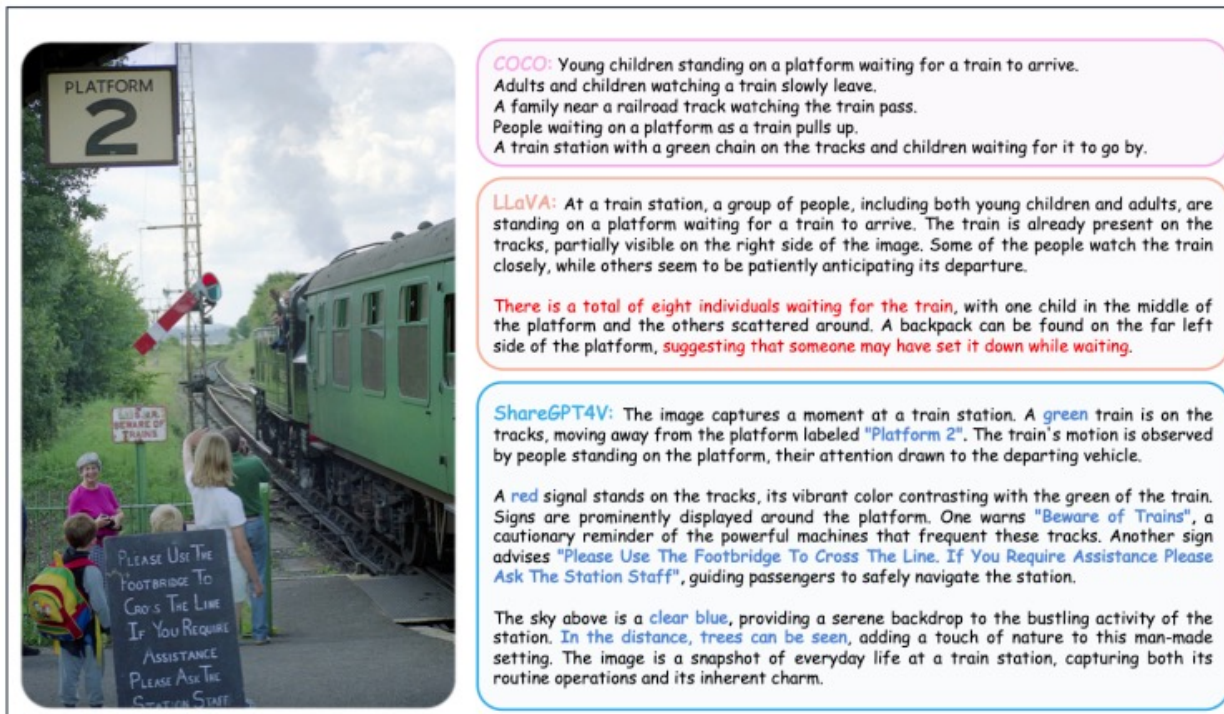 PLATFORM
2
BEWARE OF
TRAINS
PLEASE USE THE
FOOTBRIDGE TO
CROSS THE LINE
IF YOU REQUIRE
ASSISTANCE
PLEASE ASK THE
STATION STAFF
COCO: Young children standing on a platform waiting for a train to arrive.
Adults and children watching a train slowly leave.
A family near a railroad track watching the train pass.
People waiting on a platform as a train pulls up.
A train station with a green chain on the tracks and children waiting for it to go by.
LLaVA: At a train station, a group of people, including both young children and adults, are
standing on a platform waiting for a train to arrive. The train is already present on the
tracks, partially visible on the right side of the image. Some of the people watch the train
closely, while others seem to be patiently anticipating its departure.
There is a total of eight individuals waiting for the train, with one child in the middle of
the platform and the others scattered around. A backpack can be found on the far left
side of the platform, suggesting that someone may have set it down while waiting.
ShareGPT4V: The image captures a moment at a train station. A green train is on the
tracks, moving away from the platform labeled "Platform 2". The train's motion is observed
by people standing on the platform, their attention drawn to the departing vehicle.
A red signal stands on the tracks, its vibrant color contrasting with the green of the train.
Signs are prominently displayed around the platform. One warns "Beware of Trains", a
cautionary reminder of the powerful machines that frequent these tracks. Another sign
advises "Please Use The Footbridge To Cross The Line. If You Require Assistance Please
Ask The Station Staff", guiding passengers to safely navigate the station.
The sky above is a clear blue, providing a serene backdrop to the bustling activity of the
station. In the distance, trees can be seen, adding a touch of nature to this man-made
setting. The image is a snapshot of everyday life at a train station, capturing both its
routine operations and its inherent charm.